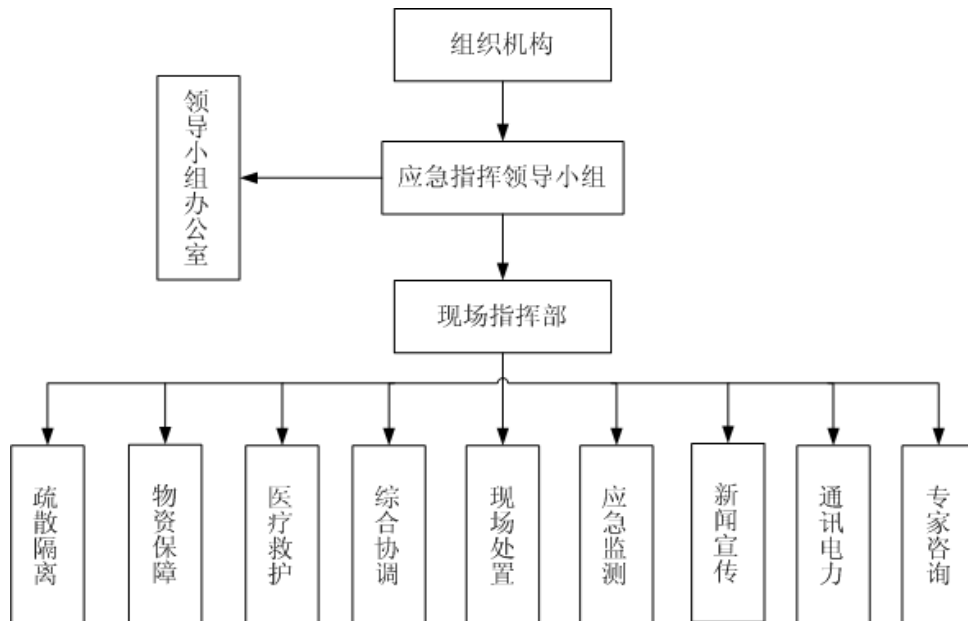 组织机构
领导小组办公室
应急指挥领导小组
现场指挥部
疏散隔离
物资保障
医疗救护
综合协调
现场处置
应急监测
新闻宣传
通讯电力
专家咨询